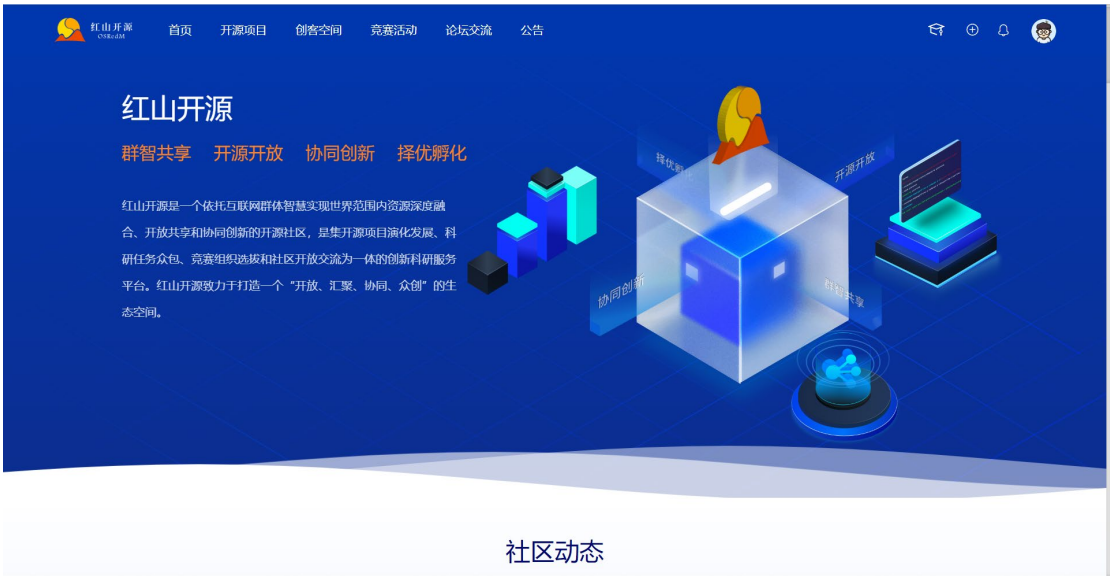 红山开源
OSRedM
首页 开源项目 创客空间 竞赛活动 论坛交流 公告
红山开源
群智共享 开源开放 协同创新 择优孵化
红山开源是一个依托互联网群体智慧实现世界范围内资源深度融
合、开放共享和协同创新的开源社区，是集开源项目演化发展、科
研任务众包、竞赛组织选拔和社区开放交流为一体的创新科研服务
平台。红山开源致力于打造一个“开放、汇聚、协同、众创”的生
态空间。
择优孵
开源开放
协同创新
群智共享
社区动态